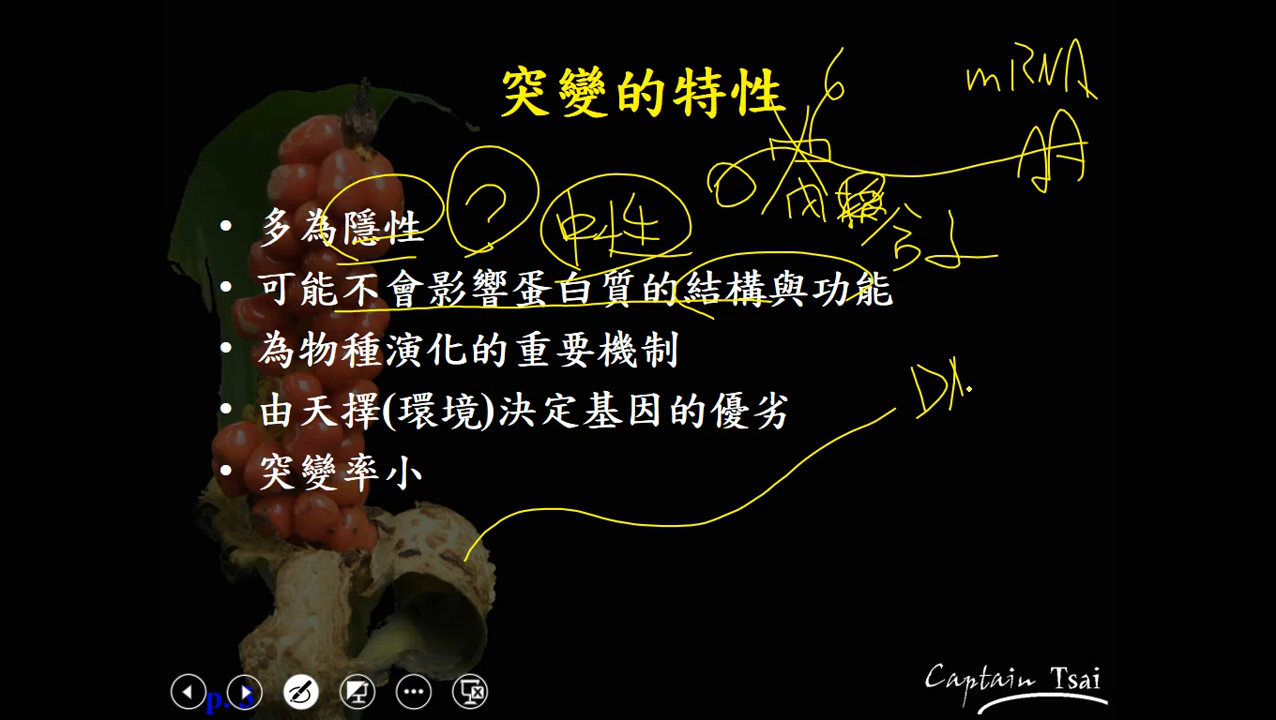 突變的特性
mRNA
AA
?
中性
• 多為隱性
• 可能不會影響蛋白質的結構與功能
• 為物種演化的重要機制
• 由天擇(環境)決定基因的優劣
• 突變率小
Captain Tsai